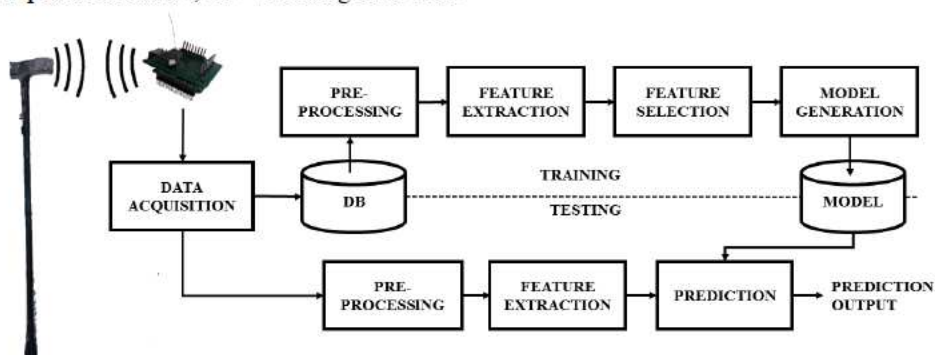 PRE-
PROCESSING
FEATURE
EXTRACTION
FEATURE
SELECTION
MODEL
GENERATION
DATA
ACQUISITION
DB
TRAINING
TESTING
MODEL
PRE-
PROCESSING
FEATURE
EXTRACTION
PREDICTION
PREDICTION
OUTPUT